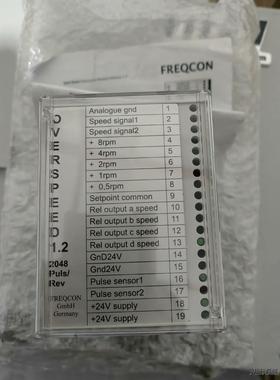 FREQCON
OVERSPEED 1.2
2048
Puls/
Rev
FREQCON
GmbH
Germany
Analogue gnd 1
Speed signal1 2
Speed signal2 3
+ 8rpm 4
+ 4rpm 5
+ 2rpm 6
+ 1rpm 7
+ 0,5rpm 8
Setpoint common 9
Rel output a speed 10
Rel output b speed 11
Rel output c speed 12
Rel output d speed 13
GnD24V 14
Gnd24V 15
Pulse sensor1 16
Pulse sensor2 17
+24V supply 18
+24V supply 19